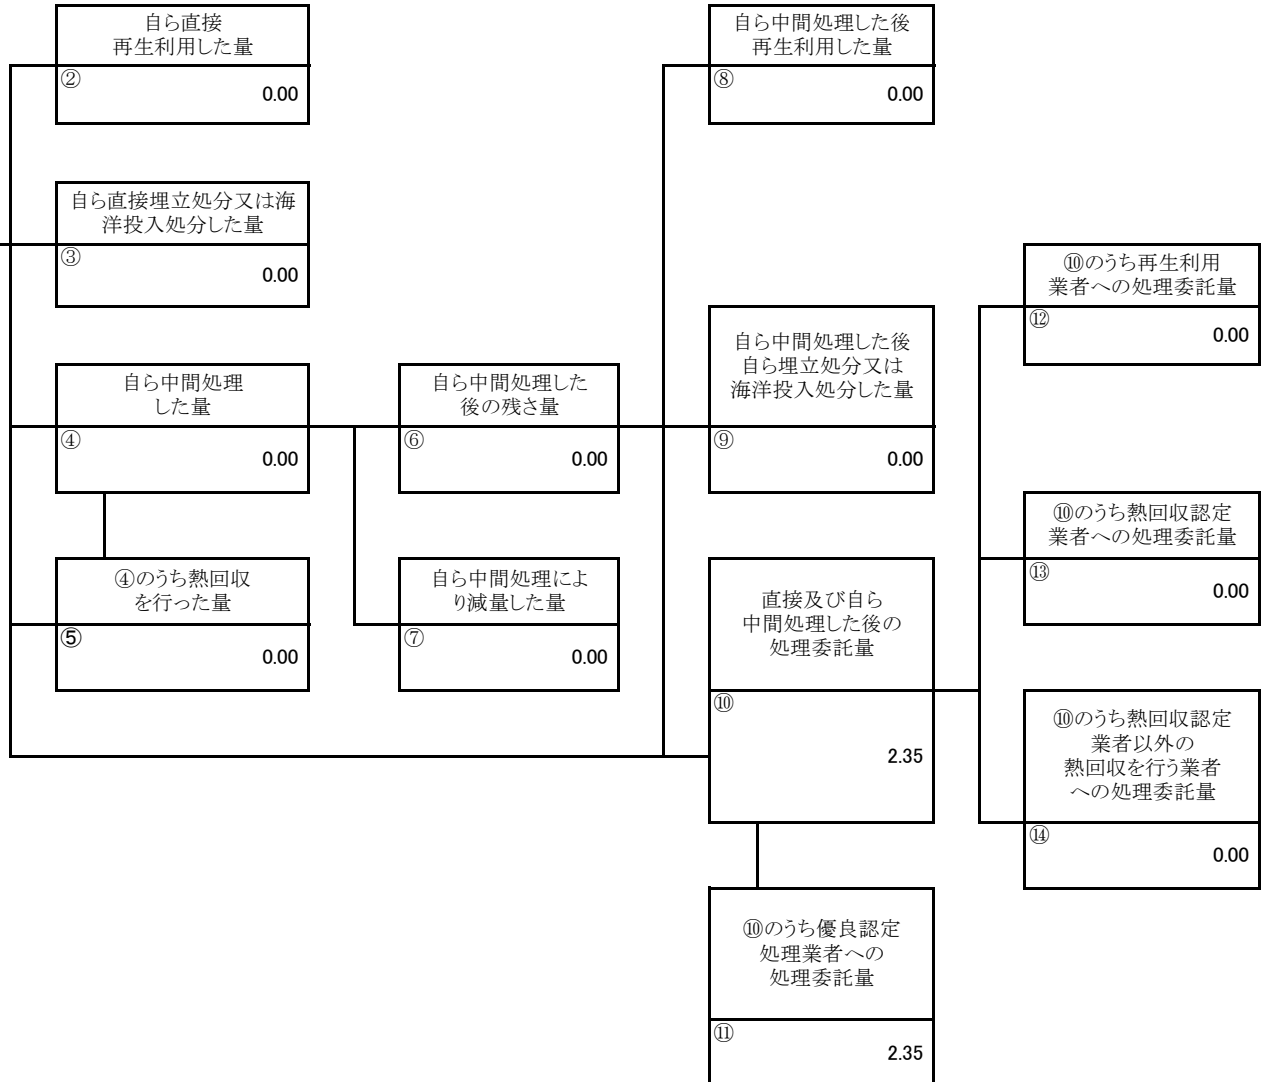 自ら直接
再生利用した量
②
0.00
自ら直接埋立処分又は海
洋投入処分した量
③
0.00
自ら中間処理
した量
④
0.00
④のうち熱回収
を行った量
⑤
0.00
自ら中間処理した
後の残さ量
⑥
0.00
自ら中間処理によ
り減量した量
⑦
0.00
自ら中間処理した後
再生利用した量
⑧
0.00
自ら中間処理した後
自ら埋立処分又は
海洋投入処分した量
⑨
0.00
直接及び自ら
中間処理した後の
処理委託量
⑩
2.35
⑩のうち優良認定
処理業者への
処理委託量
⑪
2.35
⑩のうち再生利用
業者への処理委託量
⑫
0.00
⑩のうち熱回収認定
業者への処理委託量
⑬
0.00
⑩のうち熱回収認定
業者以外の
熱回収を行う業者
への処理委託量
⑭
0.00